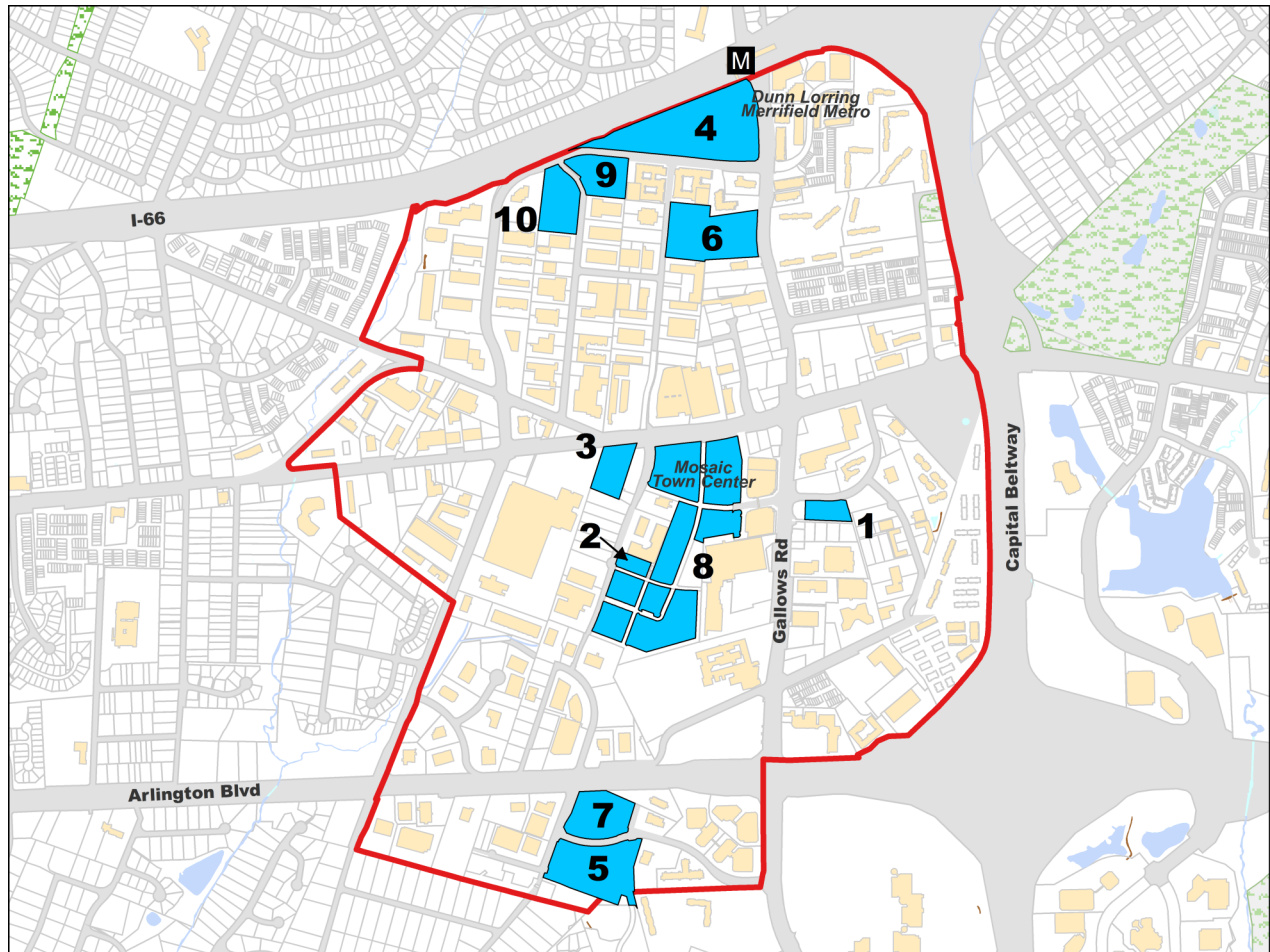 M
Dunn Lorring
Merrifield Metro
4
9
10
I-66
6
3
Mosaic
Town Center
1
2
8
Gallows Rd
Capital Beltway
Arlington Blvd
7
5